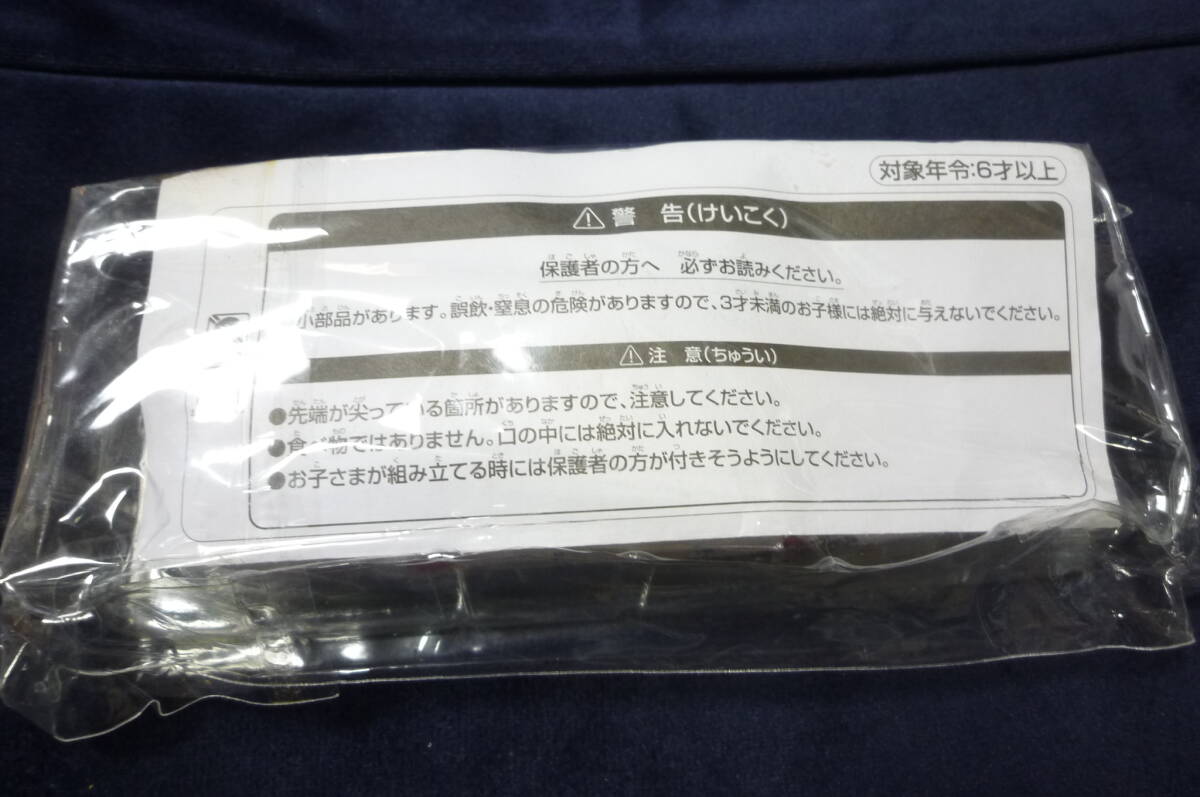 対象年令:6才以上
⚠警 告(けいこく)
保護者の方へ 必ずお読みください。
小部品があります。誤飲・窒息の危険がありますので、3才未満のお子様には絶対に与えないでください。
⚠注 意(ちゅうい)
●先端が尖っている箇所がありますので、注意してください。
●食べ物ではありません。口の中には絶対に入れないでください。
●お子さまが組み立てる時には保護者の方が付きそうようにしてください。